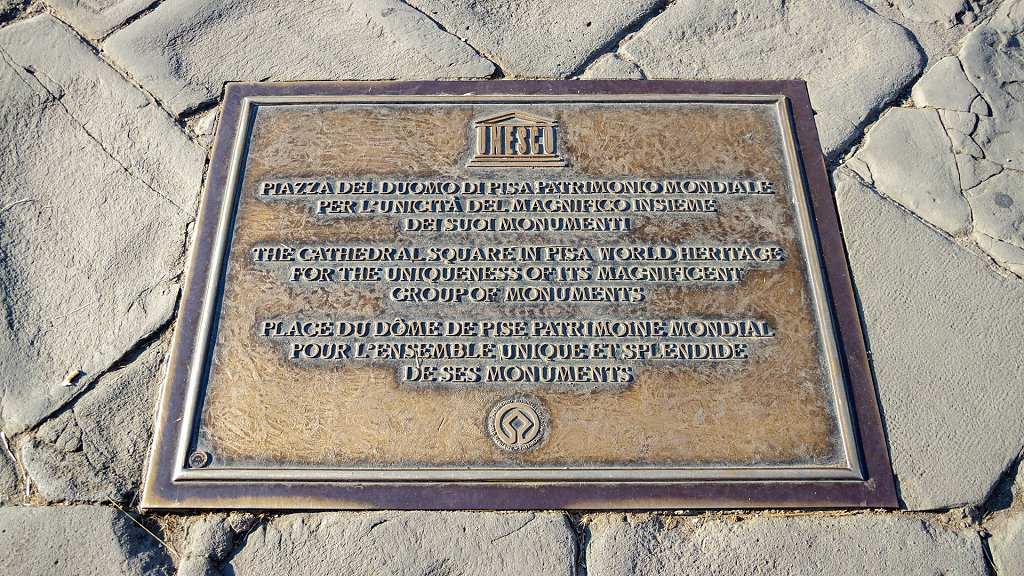 UNESCO
PIAZZA DEL DUOMO DI PISA PATRIMONIO MONDIALE
PER L'UNICITÀ DEL MAGNIFICO INSIEME
DEI SUOI MONUMENTI
THE CATHEDRAL SQUARE IN PISA WORLD HERITAGE
FOR THE UNIQUENESS OF ITS MAGNIFICENT
GROUP OF MONUMENTS
PLACE DU DÔME DE PISE PATRIMOINE MONDIAL
POUR L'ENSEMBLE UNIQUE ET SPLENDIDE
DE SES MONUMENTS